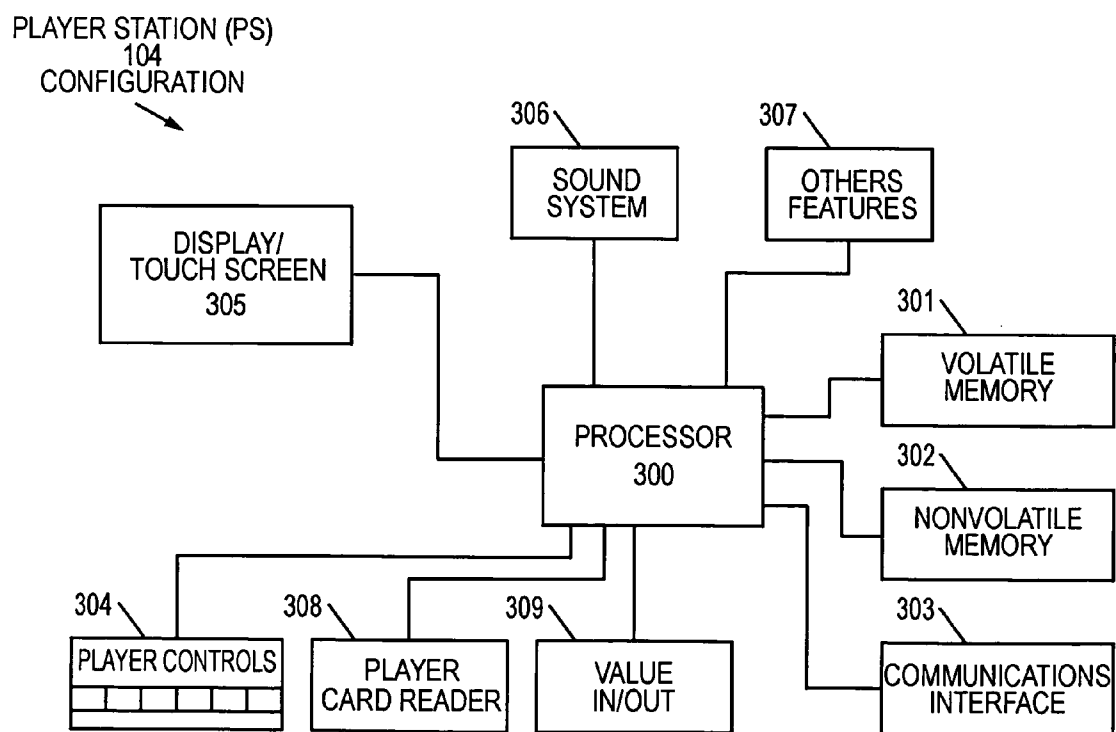 PLAYER STATION (PS)
104
CONFIGURATION
306
SOUND
SYSTEM
307
OTHERS
FEATURES
DISPLAY/
TOUCH SCREEN
305
301
VOLATILE
MEMORY
PROCESSOR
300
302
NONVOLATILE
MEMORY
304
PLAYER CONTROLS
308
PLAYER
CARD READER
309
VALUE
IN/OUT
303
COMMUNICATIONS
INTERFACE